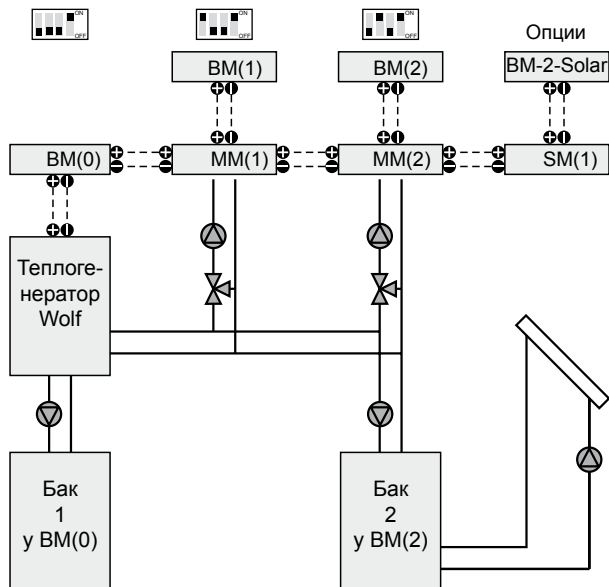 ON
OFF
ON
OFF
ON
OFF
Опции
BM(1)
BM(2)
BM-2-Solar
BM(0)
MM(1)
MM(2)
SM(1)
Теплоге-
нератор
Wolf
Бак
1
у BM(0)
Бак
2
у BM(2)